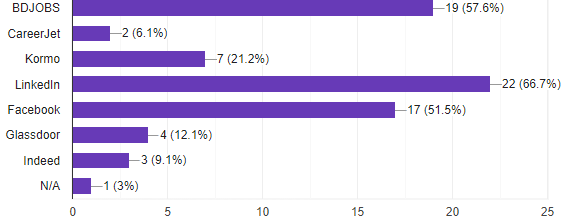 BDJOBS 19 (57.6%)
CareerJet 2 (6.1%)
Kormo 7 (21.2%)
LinkedIn 22 (66.7%)
Facebook 17 (51.5%)
Glassdoor 4 (12.1%)
Indeed 3 (9.1%)
N/A 1 (3%)
0 5 10 15 20 25